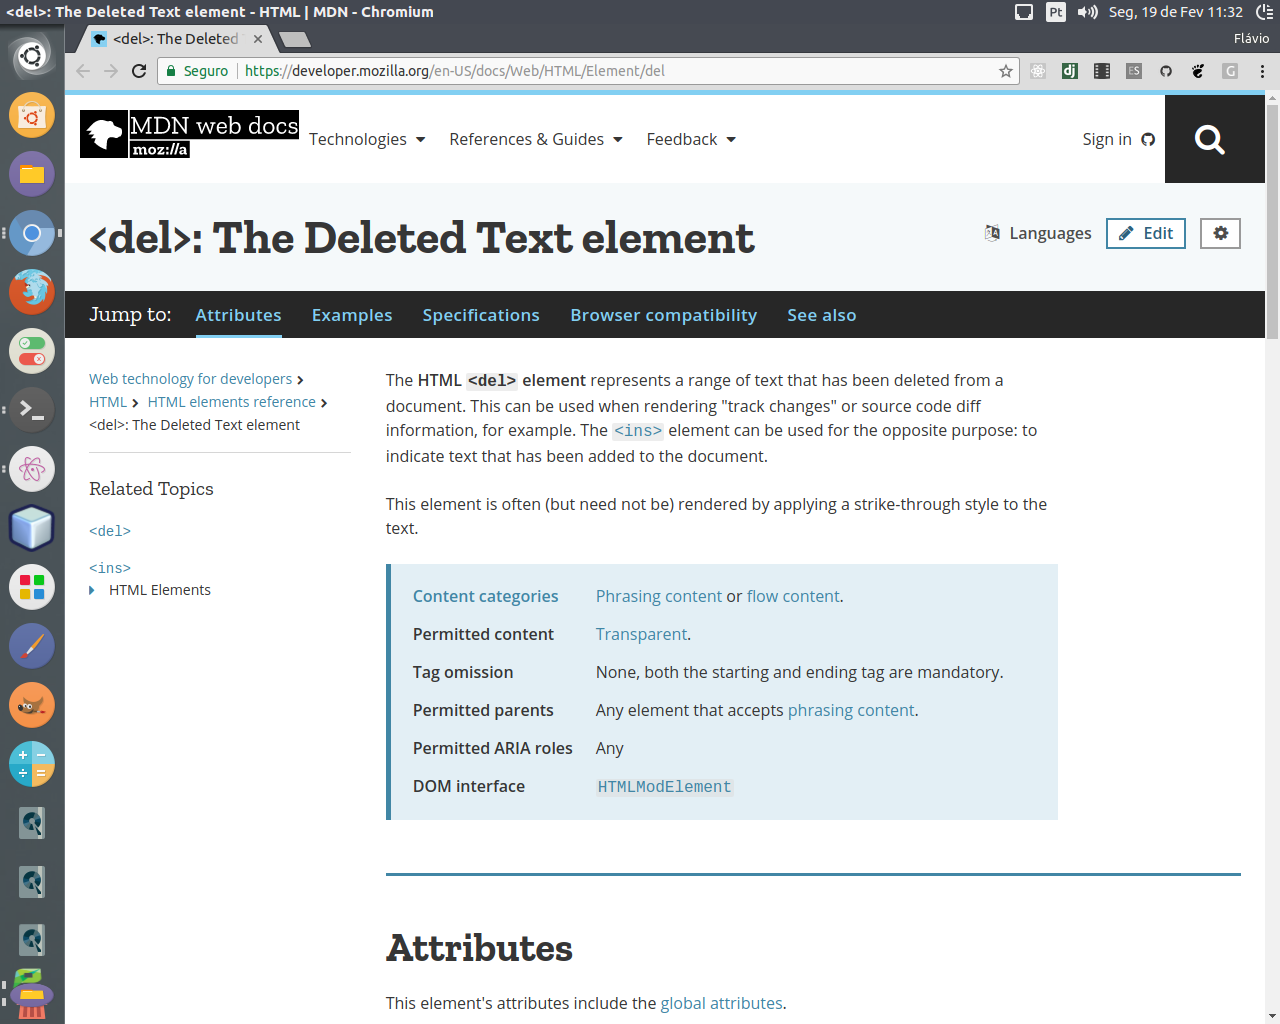 <del>: The Deleted Text element - HTML | MDN - Chromium
Pt
Seg, 19 de Fev 11:32
<del>: The Deleted
Flávio
Seguro
https://developer.mozilla.org/en-US/docs/Web/HTML/Element/del
dj
ES
G
MDN web docs
moz://a
Technologies
References & Guides
Feedback
Sign in
<del>: The Deleted Text element
Languages
Edit
Jump to:
Attributes
Examples
Specifications
Browser compatibility
See also
Web technology for developers
HTML
HTML elements reference
<del>: The Deleted Text element
Related Topics
<del>
<ins>
HTML Elements
The HTML <del> element represents a range of text that has been deleted from a
document. This can be used when rendering "track changes" or source code diff
information, for example. The <ins> element can be used for the opposite purpose: to
indicate text that has been added to the document.
This element is often (but need not be) rendered by applying a strike-through style to the
text.
Content categories Phrasing content or flow content.
Permitted content Transparent.
Tag omission None, both the starting and ending tag are mandatory.
Permitted parents Any element that accepts phrasing content.
Permitted ARIA roles Any
DOM interface HTMLModElement
Attributes
This element's attributes include the global attributes.